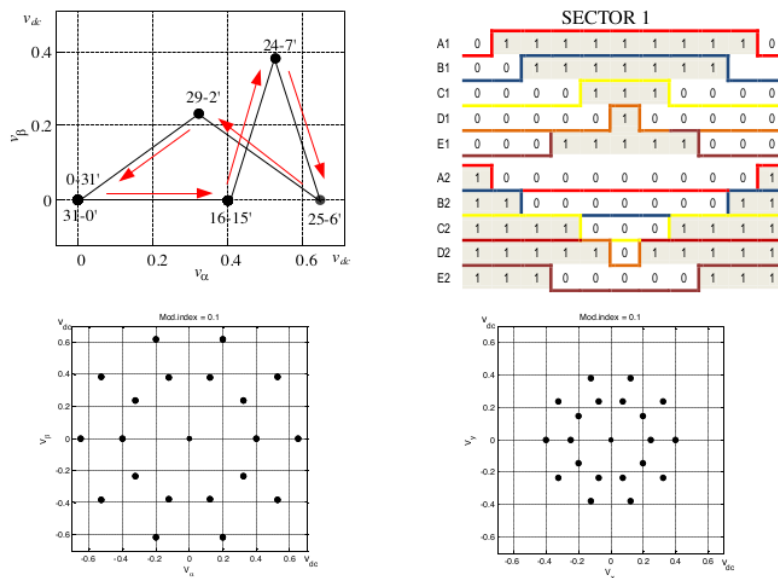 v_dc
0.4
0.2
0
v_β
24-7'
29-2'
0-31'
31-0'
16-15'
25-6'
0 0.2 0.4 0.6 v_dc
v_α
SECTOR 1
A1 0 1 1 1 1 1 1 1 1 1 0
B1 0 0 1 1 1 1 1 1 1 0 0
C1 0 0 0 0 1 1 1 0 0 0 0
D1 0 0 0 0 0 1 0 0 0 0 0
E1 0 0 0 1 1 1 1 1 0 0 0
A2 1 0 0 0 0 0 0 0 0 0 1
B2 1 1 0 0 0 0 0 0 0 1 1
C2 1 1 1 1 0 0 0 1 1 1 1
D2 1 1 1 1 1 0 1 1 1 1 1
E2 1 1 1 0 0 0 0 0 1 1 1
v_dc
Mod.index = 0.1
0.6
0.4
0.2
0
-0.2
-0.4
-0.6
V_β
-0.6 -0.4 -0.2 0 0.2 0.4 0.6 v_dc
V_α
v_dc
Mod.index = 0.1
0.6
0.4
0.2
0
-0.2
-0.4
-0.6
V_y
-0.6 -0.4 -0.2 0 0.2 0.4 0.6 v_dc